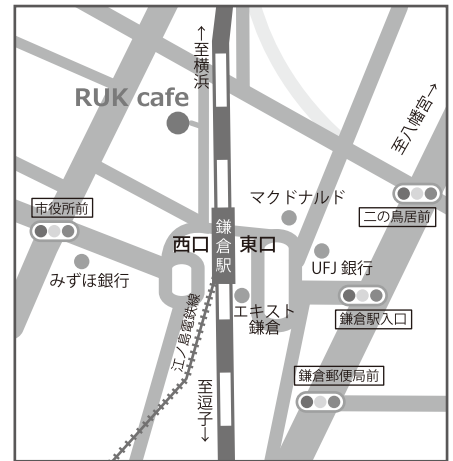 ←至横浜
RUK cafe
至八幡宮→
市役所前
マクドナルド
二の鳥居前
西口
鎌倉駅
東口
みずほ銀行
UFJ 銀行
エキスト
鎌倉
鎌倉駅入口
江ノ島電鉄線
鎌倉郵便局前
至逗子→